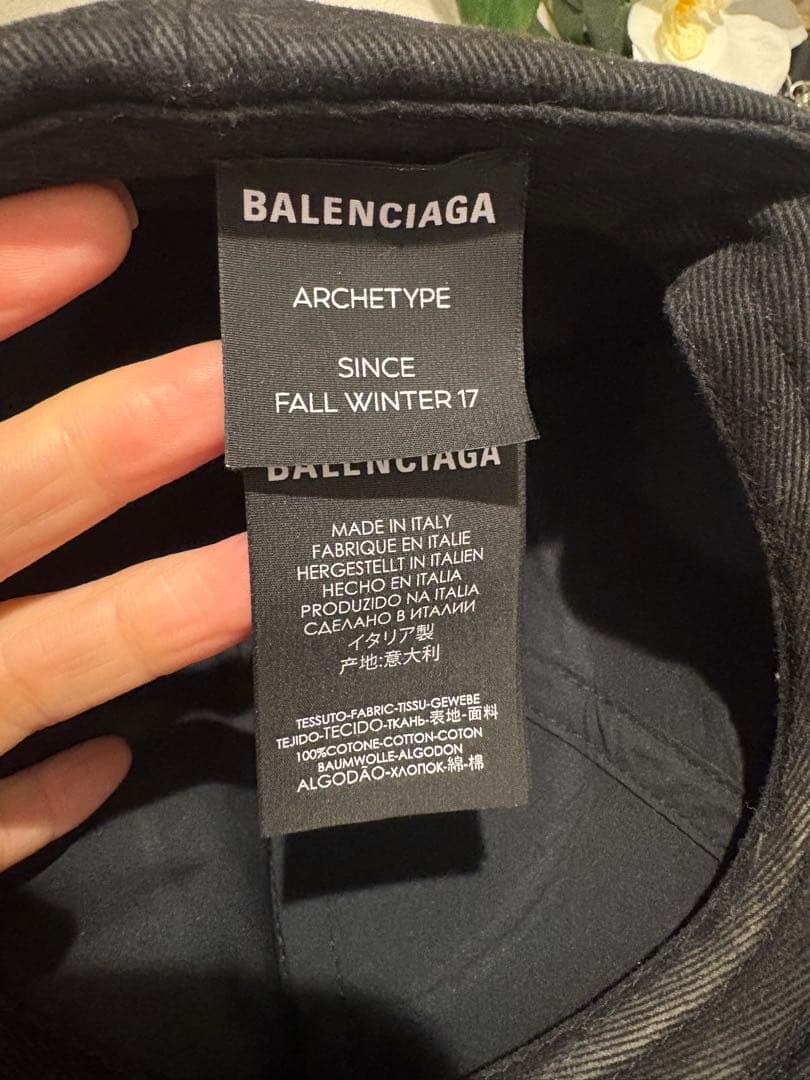 BALENCIAGA
ARCHETYPE
SINCE
FALL WINTER 17
BALENCIAGA
MADE IN ITALY
FABRIQUE EN ITALIE
HERGESTELLT IN ITALIEN
HECHO EN ITALIA
PRODUZIDO NA ITALIA
СДЕЛАНО В ИТАЛИИ
イタリア製
产地:意大利
TESSUTO-FABRIC-TISSU-GEWEBE
TEJIDO-TECIDO-ТКАНЬ-表地-面料
100%COTONE-COTTON-COTON
BAUMWOLLE-ALGODON
ALGODÃO-ХЛОПОК-綿-棉